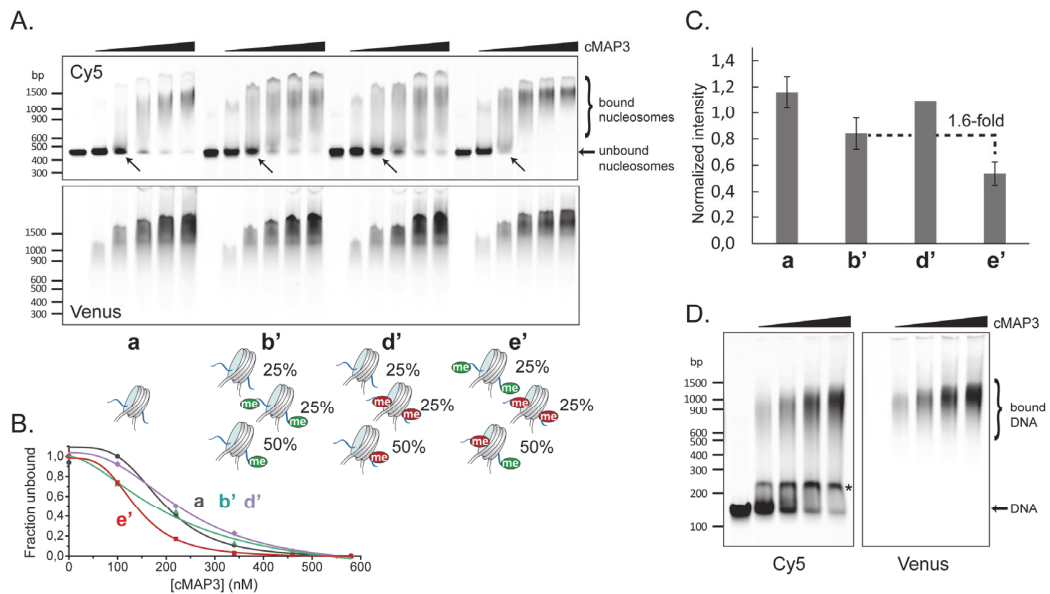 A.
cMAP3
Cy5
bp
1500
1000
900
600
500
400
300
bound
nucleosomes
unbound
nucleosomes
1500
1000
900
600
500
400
300
Venus
a
b’
d’
e’
25%
me
25%
me
50%
me
25%
me
25%
me
50%
me
me
25%
me
me
25%
me
me
50%
me
B.
Fraction unbound
1,0
0,8
0,6
0,4
0,2
0,0
0
100
200
300
400
500
600
[cMAP3] (nM)
a
b’
d’
e’
C.
Normalized intensity
1,4
1,2
1,0
0,8
0,6
0,4
0,2
0,0
1.6-fold
a
b’
d’
e’
D.
cMAP3
bp
1500
1000
900
600
500
400
300
200
100
*
bound
DNA
DNA
Cy5
Venus